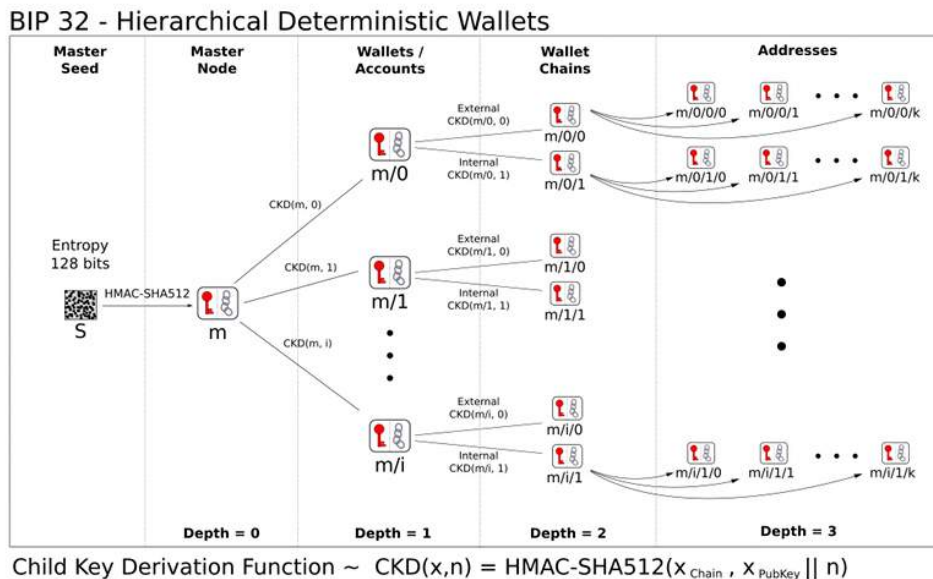 BIP 32 - Hierarchical Deterministic Wallets
Master
Seed
Master
Node
Wallets /
Accounts
Wallet
Chains
Addresses
Entropy
128 bits
S
HMAC-SHA512
m
CKD(m, 0)
CKD(m, 1)
CKD(m, i)
m/0
m/1
m/i
External
CKD(m/0, 0)
Internal
CKD(m/0, 1)
External
CKD(m/1, 0)
Internal
CKD(m/1, 1)
External
CKD(m/i, 0)
Internal
CKD(m/i, 1)
m/0/0
m/0/1
m/1/0
m/1/1
m/i/0
m/i/1
m/0/0/0
m/0/0/1
m/0/0/k
m/0/1/0
m/0/1/1
m/0/1/k
m/i/1/0
m/i/1/1
m/i/1/k
Depth = 0
Depth = 1
Depth = 2
Depth = 3
Child Key Derivation Function ~ CKD(x,n) = HMAC-SHA512(x Chain , x PubKey || n)